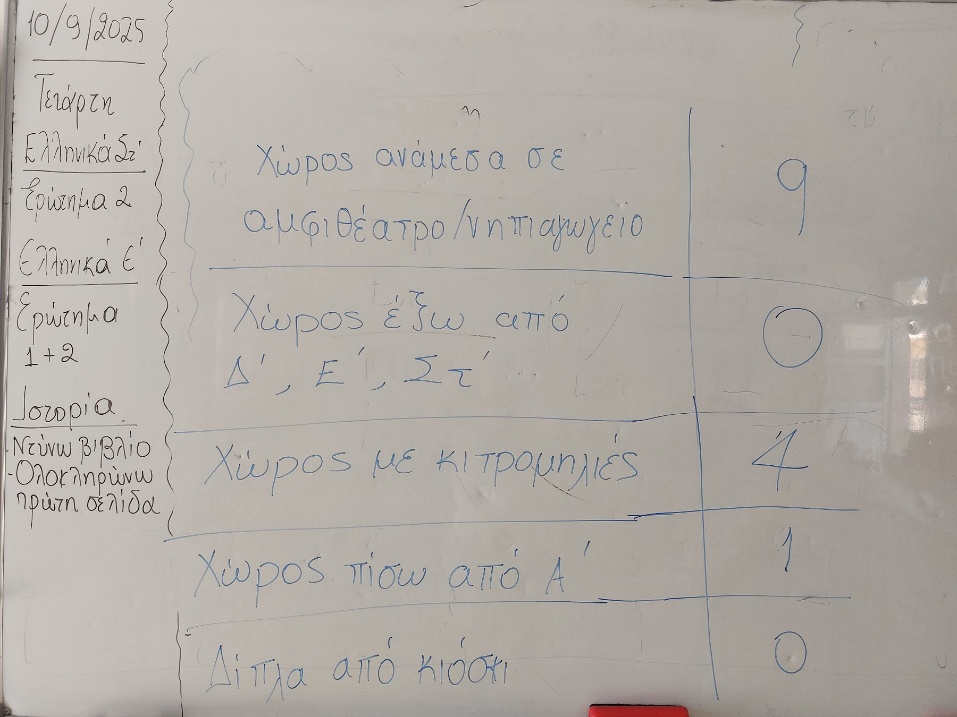 10/9/2025
Τετάρτη
Ελληνικά Στ'
Ερώτημα 2
Ελληνικά Ε'
Ερώτημα
1+2
Ιστορία
-Ντύνω βιβλίο
-Ολοκληρώνω
πρώτη σελίδα
Χώρος ανάμεσα σε
αμφιθέατρο/νηπιαγωγείο
9
Χώρος έξω από
Δ', Ε', Στ'
0
Χώρος με κιτρομηλιές
4
Χώρος πίσω από Α'
1
Δίπλα από κιόσκι
0